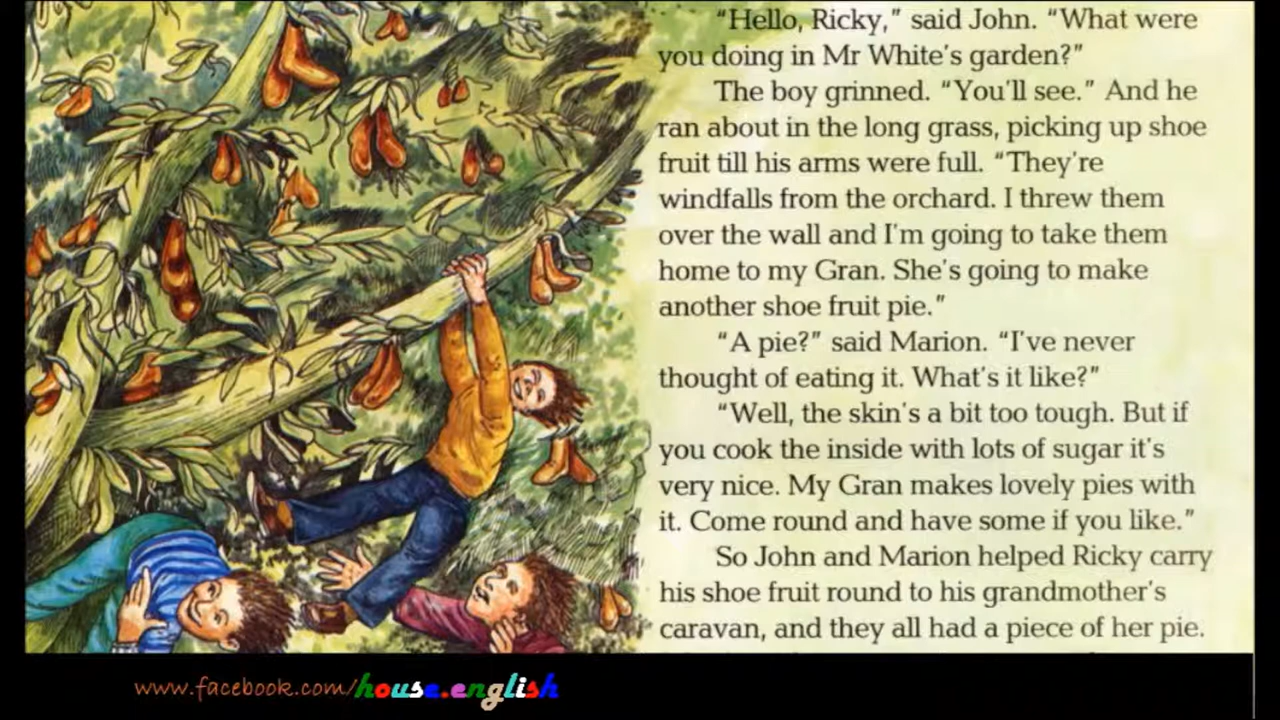 “Hello, Ricky,” said John. “What were
you doing in Mr White’s garden?”
The boy grinned. “You’ll see.” And he
ran about in the long grass, picking up shoe
fruit till his arms were full. “They’re
windfalls from the orchard. I threw them
over the wall and I’m going to take them
home to my Gran. She’s going to make
another shoe fruit pie.”
“A pie?” said Marion. “I’ve never
thought of eating it. What’s it like?”
“Well, the skin’s a bit too tough. But if
you cook the inside with lots of sugar it’s
very nice. My Gran makes lovely pies with
it. Come round and have some if you like.”
So John and Marion helped Ricky carry
his shoe fruit round to his grandmother’s
caravan, and they all had a piece of her pie.
www.facebook.com/house.english